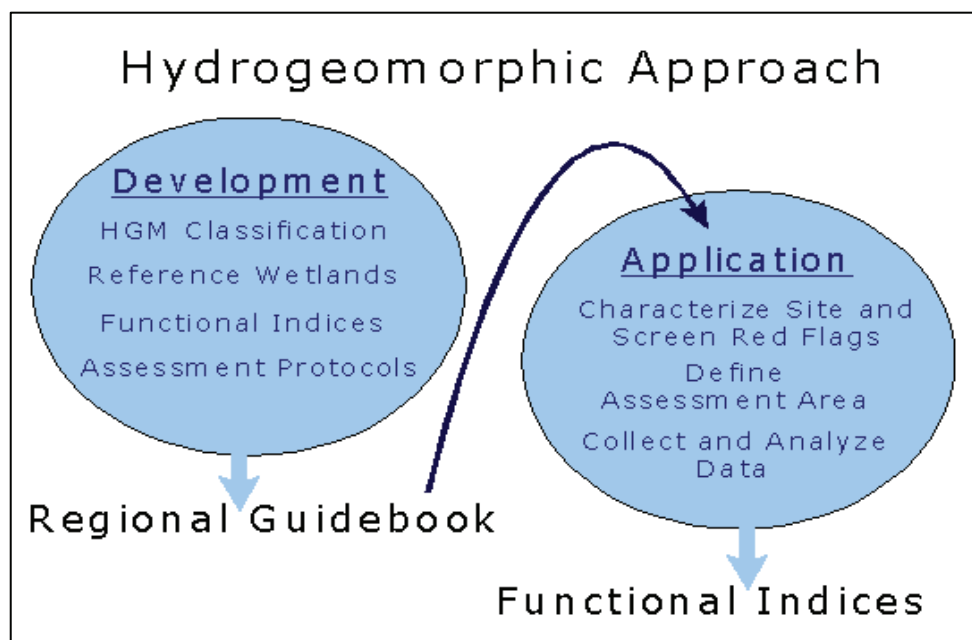 Hydrogeomorphic Approach
Development
HGM Classification
Reference Wetlands
Functional Indices
Assessment Protocols
Regional Guidebook
Application
Characterize Site and
Screen Red Flags
Define
Assessment Area
Collect and Analyze
Data
Functional Indices